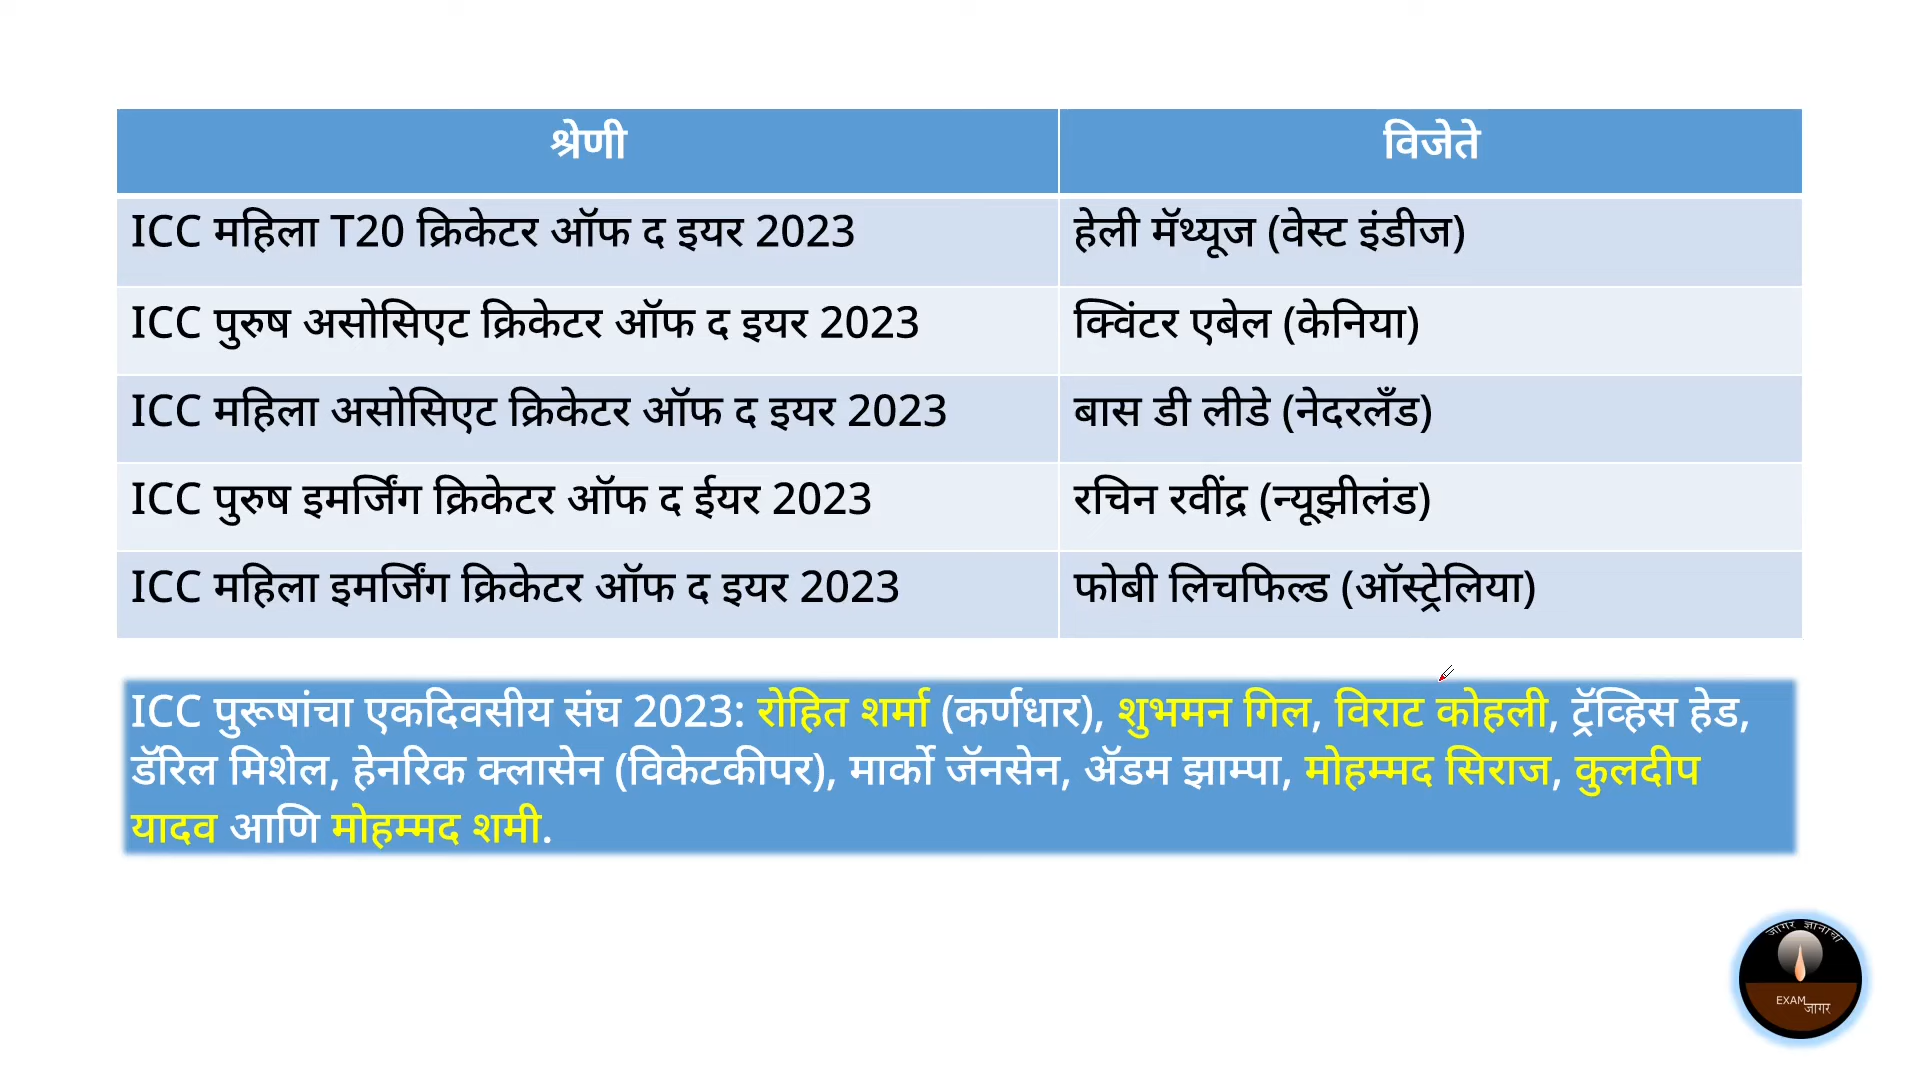 श्रेणी
विजेते
ICC महिला T20 क्रिकेटर ऑफ द इयर 2023
हेली मॅथ्यूज (वेस्ट इंडीज)
ICC पुरुष असोसिएट क्रिकेटर ऑफ द इयर 2023
क्विंटर एबेल (केनिया)
ICC महिला असोसिएट क्रिकेटर ऑफ द इयर 2023
बास डी लीडे (नेदरलँड)
ICC पुरुष इमर्जिंग क्रिकेटर ऑफ द ईयर 2023
रचिन रवींद्र (न्यूझीलंड)
ICC महिला इमर्जिंग क्रिकेटर ऑफ द इयर 2023
फोबी लिचफिल्ड (ऑस्ट्रेलिया)
ICC पुरूषांचा एकदिवसीय संघ 2023: रोहित शर्मा (कर्णधार), शुभमन गिल, विराट कोहली, ट्रॅव्हिस हेड,
डॅरिल मिशेल, हेनरिक क्लासेन (विकेटकीपर), मार्को जॅनसेन, ॲडम झाम्पा, मोहम्मद सिराज, कुलदीप
यादव आणि मोहम्मद शमी.
जागर ज्ञानाचा
EXAM
जागर